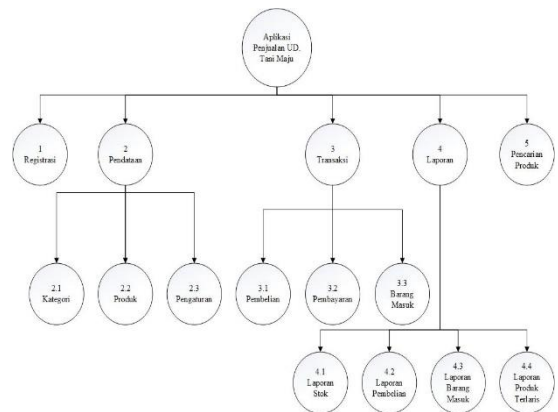 Aplikasi
Penjualan UD.
Tani Maju
1
Registrasi
2
Pendataan
3
Transaksi
4
Laporan
5
Pencarian
Produk
2.1
Kategori
2.2
Produk
2.3
Pengaturan
3.1
Pembelian
3.2
Pembayaran
3.3
Barang
Masuk
4.1
Laporan
Stok
4.2
Laporan
Pembelian
4.3
Laporan
Barang
Masuk
4.4
Laporan
Produk
Terlaris